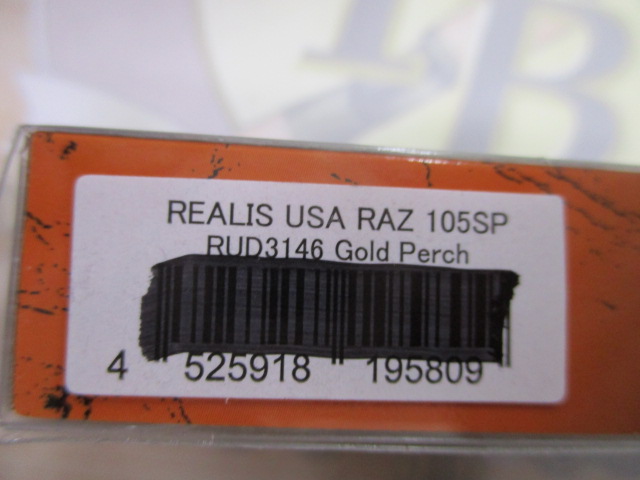 REALIS USA RAZ 105SP
RUD3146 Gold Perch
4 525918 195809